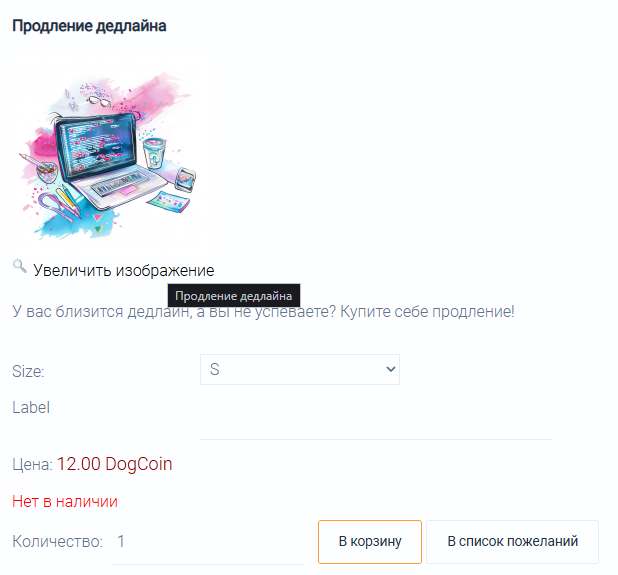 Продление дедлайна
Увеличить изображение
Продление дедлайна
У вас близится дедлайн, а вы не успеваете? Купите себе продление!
Size:
S
Label
Цена: 12.00 DogCoin
Нет в наличии
Количество: 1
В корзину
В список пожеланий